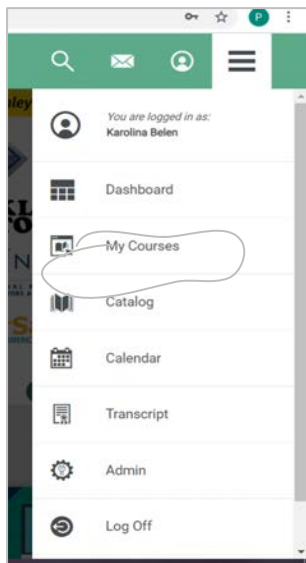 P
You are logged in as:
Karolina Belen
Dashboard
My Courses
Catalog
Calendar
Transcript
Admin
Log Off